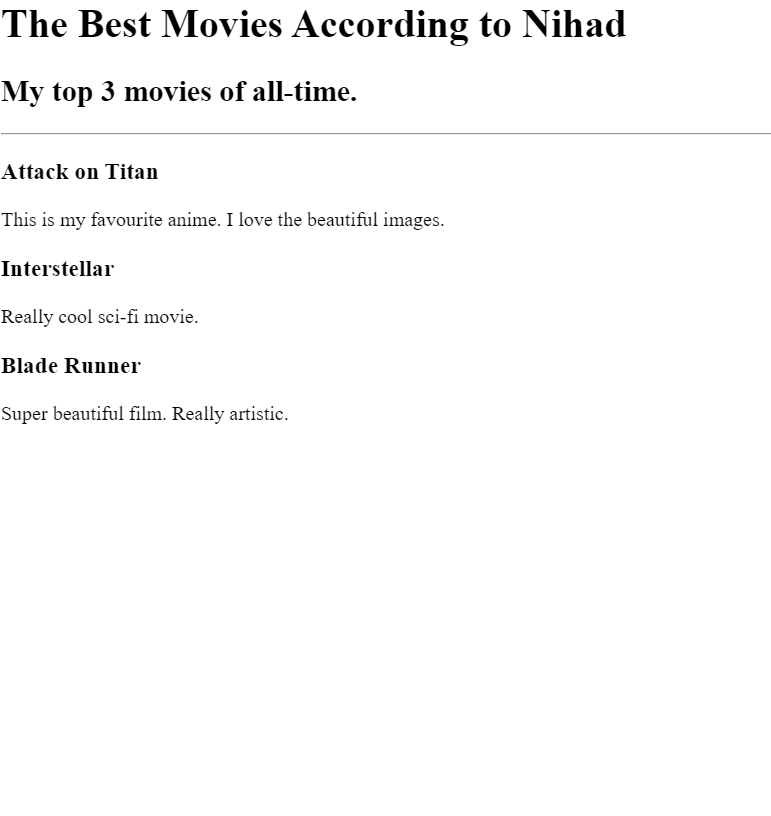 The Best Movies According to Nihad
My top 3 movies of all-time.
Attack on Titan
This is my favourite anime. I love the beautiful images.
Interstellar
Really cool sci-fi movie.
Blade Runner
Super beautiful film. Really artistic.